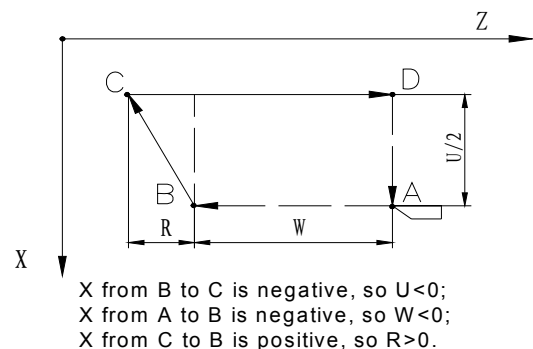 Z
C
D
U/2
B
A
R
W
X
X from B to C is negative, so U<0;
X from A to B is negative, so W<0;
X from C to B is positive, so R>0.